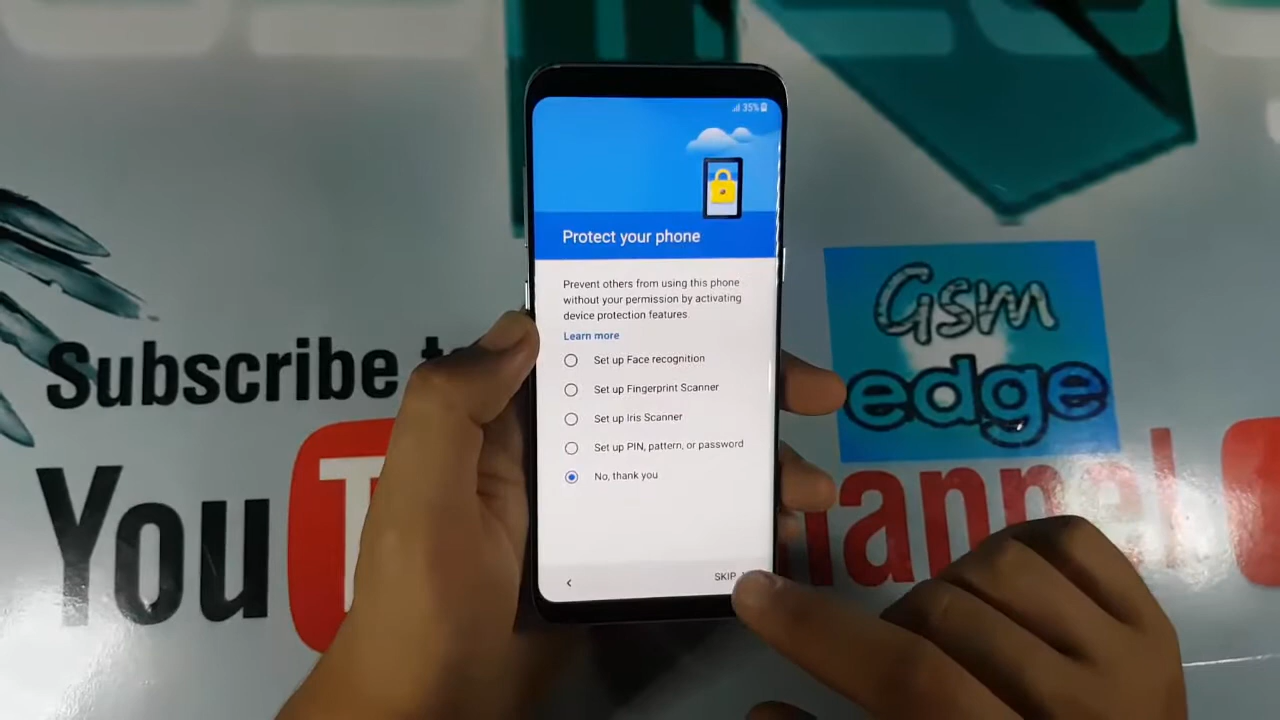 35%
Protect your phone
Prevent others from using this phone
without your permission by activating
device protection features.
Learn more
Set up Face recognition
Set up Fingerprint Scanner
Set up Iris Scanner
Set up PIN, pattern, or password
No, thank you
SKIP
Subscribe
You
Gsm
edge